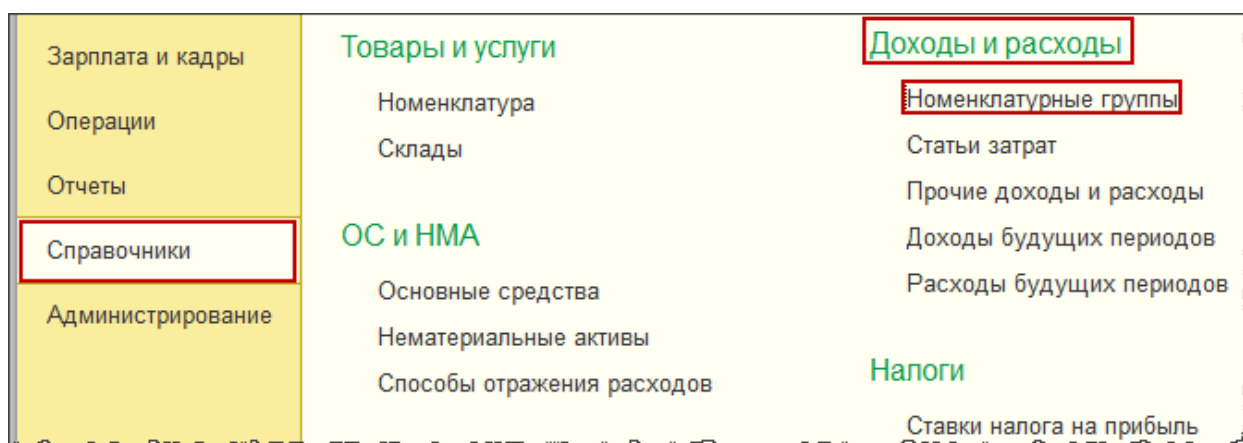 Зарплата и кадры
Операции
Отчеты
Справочники
Администрирование
Товары и услуги
Номенклатура
Склады
ОС и НМА
Основные средства
Нематериальные активы
Способы отражения расходов
Доходы и расходы
Номенклатурные группы
Статьи затрат
Прочие доходы и расходы
Доходы будущих периодов
Расходы будущих периодов
Налоги
Ставки налога на прибыль